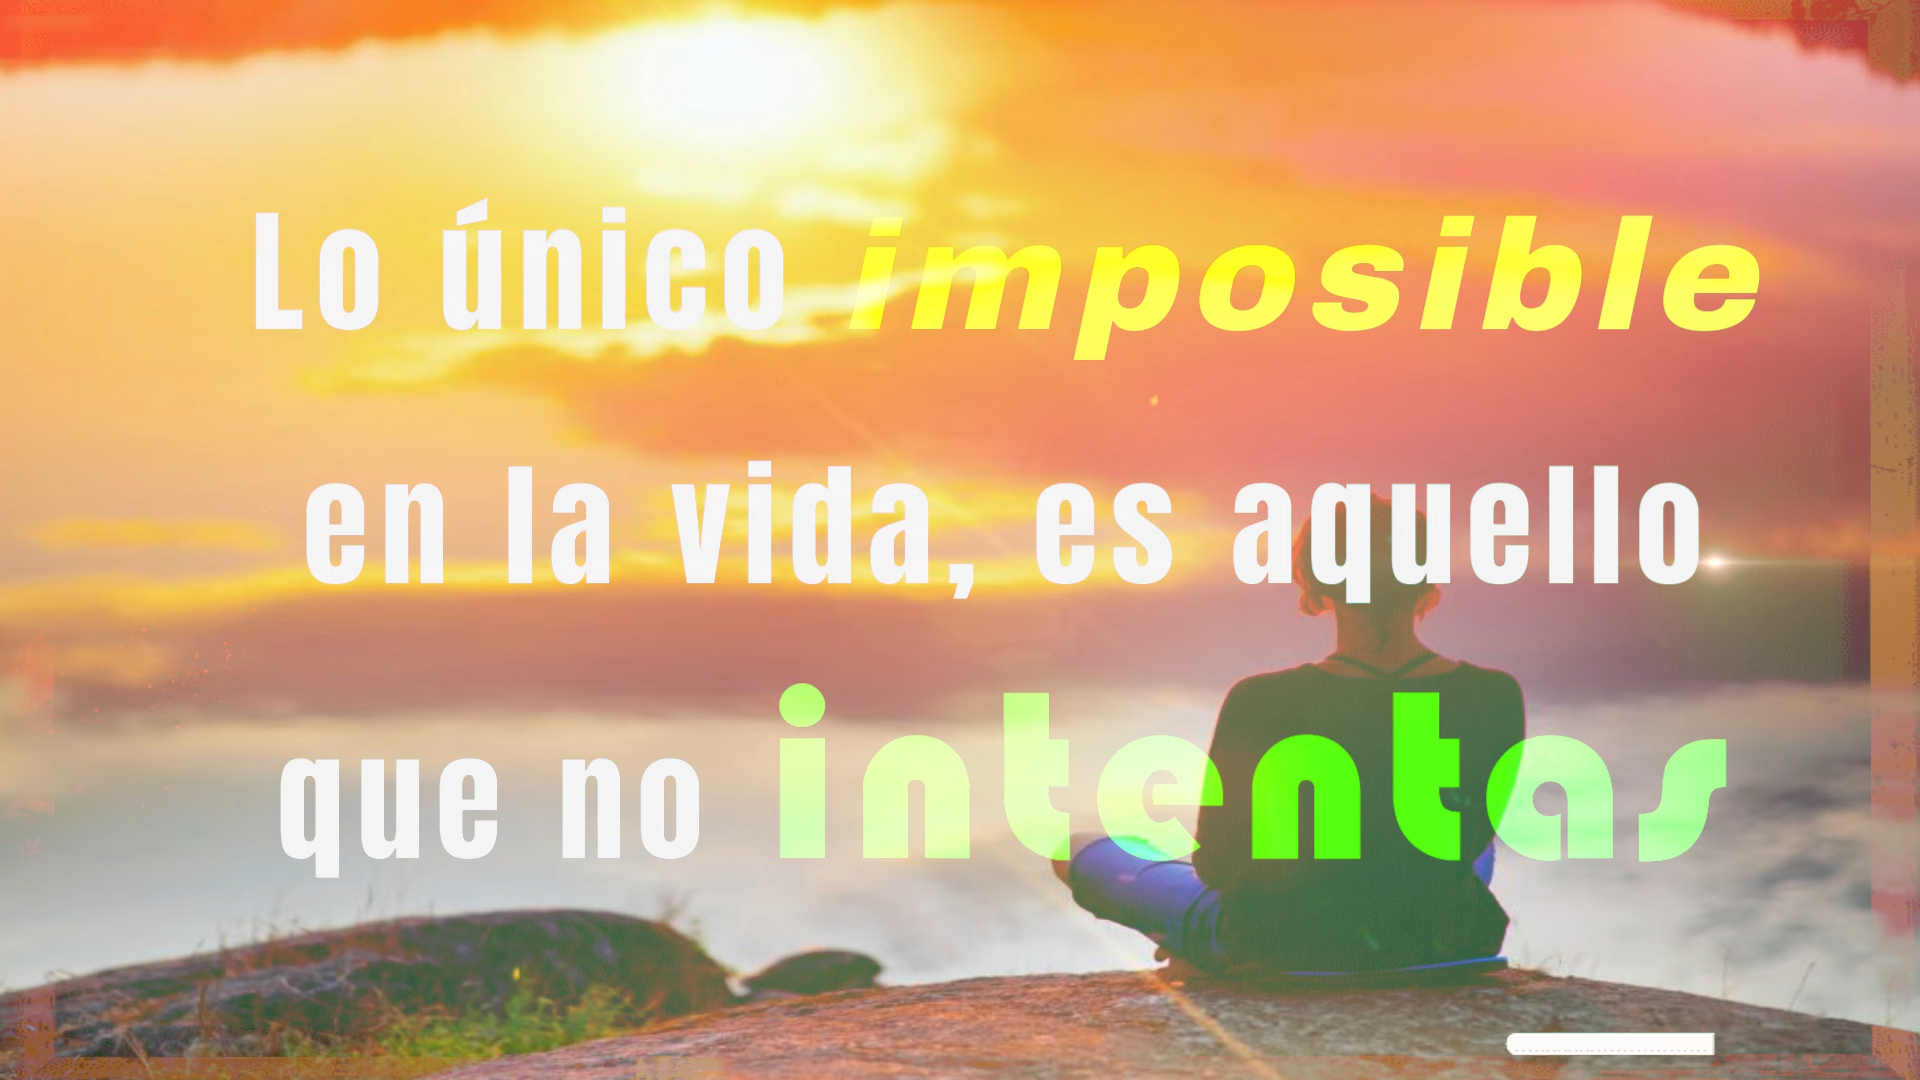 Lo único imposible
en la vida, es aquello
que no intentas